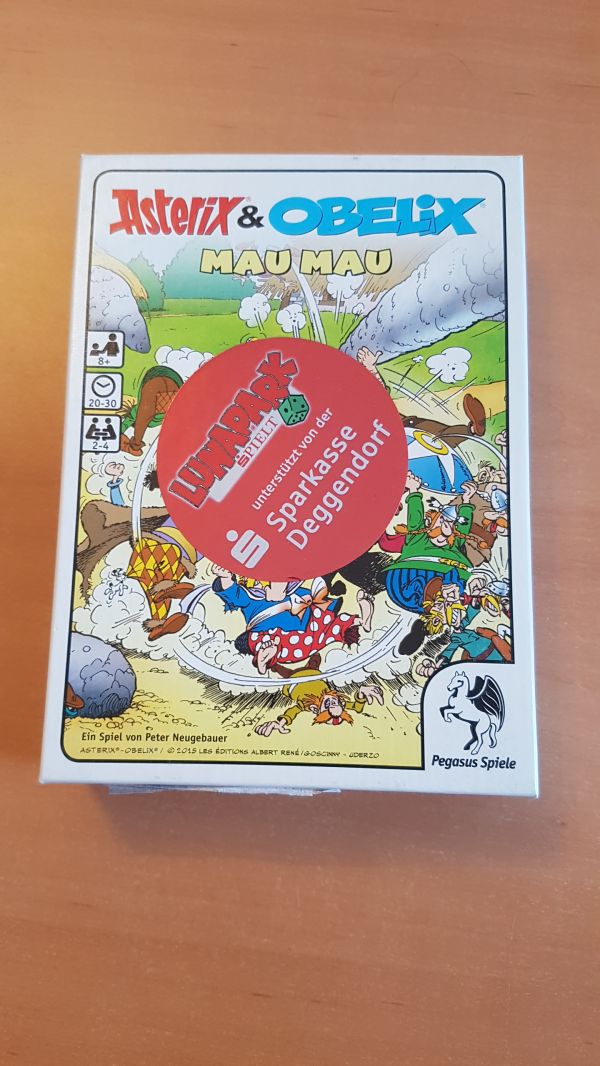 Asterix & OBELIX
MAU MAU
8+
20-30
2-4
LUNAPARK
SPIELT
unterstützt von der
Sparkasse
Deggendorf
Ein Spiel von Peter Neugebauer
ASTERIX®-OBELIX® / © 2015 LES ÉDITIONS ALBERT RENÉ/GOSCINNY - UDERZO
Pegasus Spiele